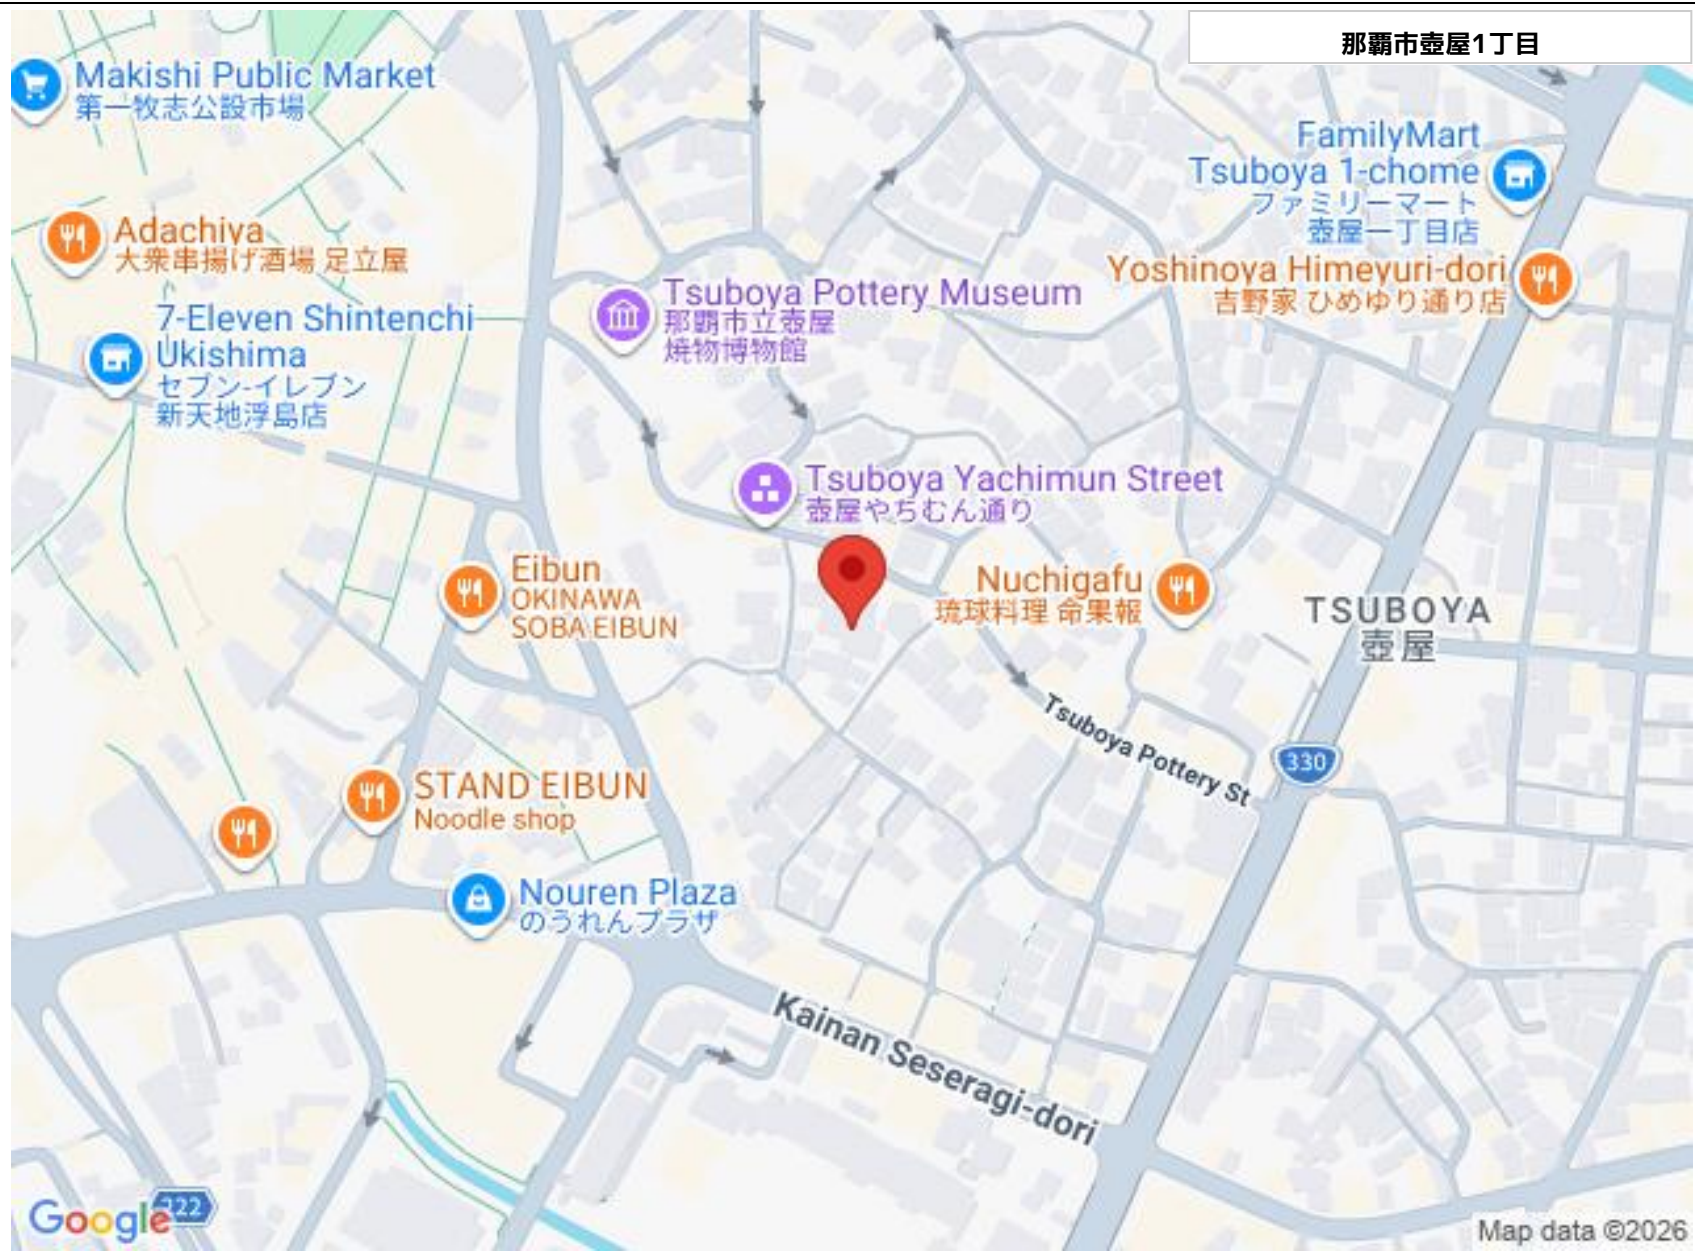 那覇市壺屋1丁目
Makishi Public Market
第一牧志公設市場
FamilyMart
Tsuboya 1-chome
ファミリーマート
壺屋一丁目店
Adachiya
大衆串揚げ酒場 足立屋
Yoshinoya Himeyuri-dori
吉野家 ひめゆり通り店
Tsuboya Pottery Museum
那覇市立壺屋
焼物博物館
7-Eleven Shintenchi
Ukishima
セブン-イレブン
新天地浮島店
Tsuboya Yachimun Street
壺屋やちむん通り
Eibun
OKINAWA
SOBA EIBUN
Nuchigafu
琉球料理 命果報
TSUBOYA
壺屋
Tsuboya Pottery St
330
STAND EIBUN
Noodle shop
Nouren Plaza
のうれんプラザ
Kainan Seseragi-dori
222
Google
Map data ©2026